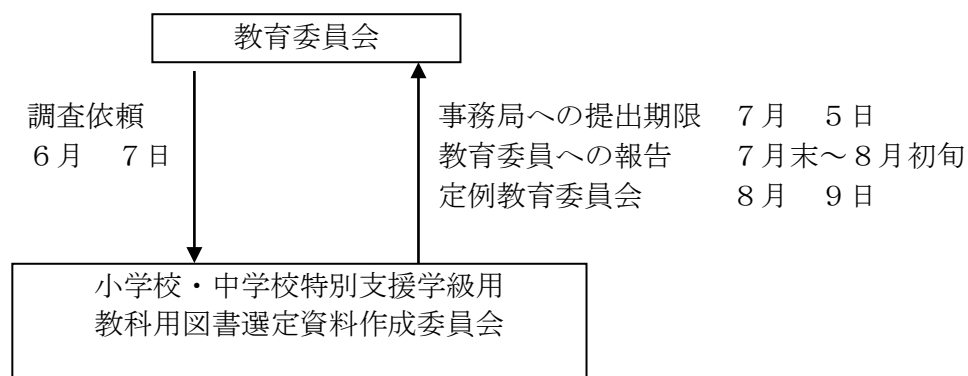 教育委員会
調査依頼
６月　７日
事務局への提出期限　７月　５日
教育委員への報告　７月末～８月初旬
定例教育委員会　８月　９日
小学校・中学校特別支援学級用
教科用図書選定資料作成委員会